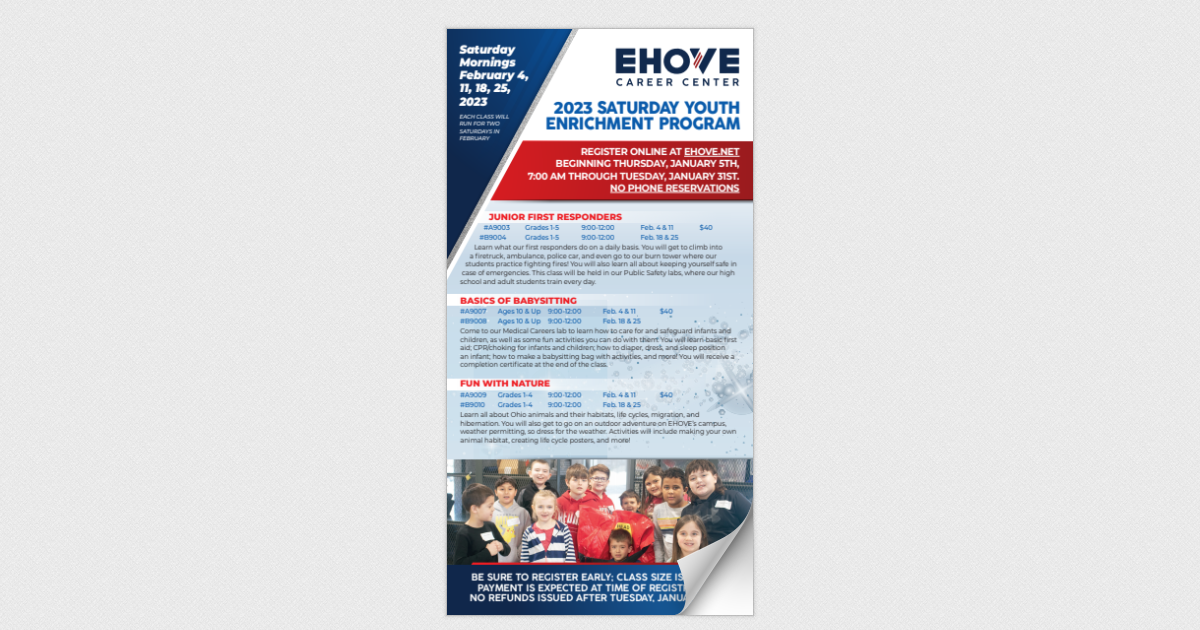 Saturday
Mornings
February 4,
11, 18, 25,
2023
EACH CLASS WILL
RUN FOR TWO
SATURDAYS IN
FEBRUARY
EHOVE
CAREER CENTER
2023 SATURDAY YOUTH
ENRICHMENT PROGRAM
REGISTER ONLINE AT EHOVE.NET
BEGINNING THURSDAY, JANUARY 5TH,
7:00 AM THROUGH TUESDAY, JANUARY 31ST.
NO PHONE RESERVATIONS
JUNIOR FIRST RESPONDERS
#A9003 Grades 1-5 9:00-12:00 Feb. 4 & 11 $40
#B9004 Grades 1-5 9:00-12:00 Feb. 18 & 25
Learn what our first responders do on a daily basis. You will get to climb into
a firetruck, ambulance, police car, and even go to our burn tower where our
students practice fighting fires! You will also learn all about keeping yourself safe in
case of emergencies. This class will be held in our Public Safety labs, where our high
school and adult students train every day.
BASICS OF BABYSITTING
#A9007 Ages 10 & Up 9:00-12:00 Feb. 4 & 11 $40
#B9008 Ages 10 & Up 9:00-12:00 Feb. 18 & 25
Come to our Medical Careers lab to learn how to care for and safeguard infants and
children, as well as some fun activities you can do with them! You will learn basic first
aid; CPR/choking for infants and children; how to diaper, dress, and sleep position
an infant; how to make a babysitting bag with activities, and more! You will receive a
completion certificate at the end of the class.
FUN WITH NATURE
#A9009 Grades 1-4 9:00-12:00 Feb. 4 & 11 $40
#B9010 Grades 1-4 9:00-12:00 Feb. 18 & 25
Learn all about Ohio animals and their habitats, life cycles, migration, and
hibernation. You will also get to go on an outdoor adventure on EHOVE's campus,
weather permitting, so dress for the weather. Activities will include making your own
animal habitat, creating life cycle posters, and more!
BE SURE TO REGISTER EARLY; CLASS SIZE IS
PAYMENT IS EXPECTED AT TIME OF
NO REFUNDS ISSUED AFTER TUESDAY,